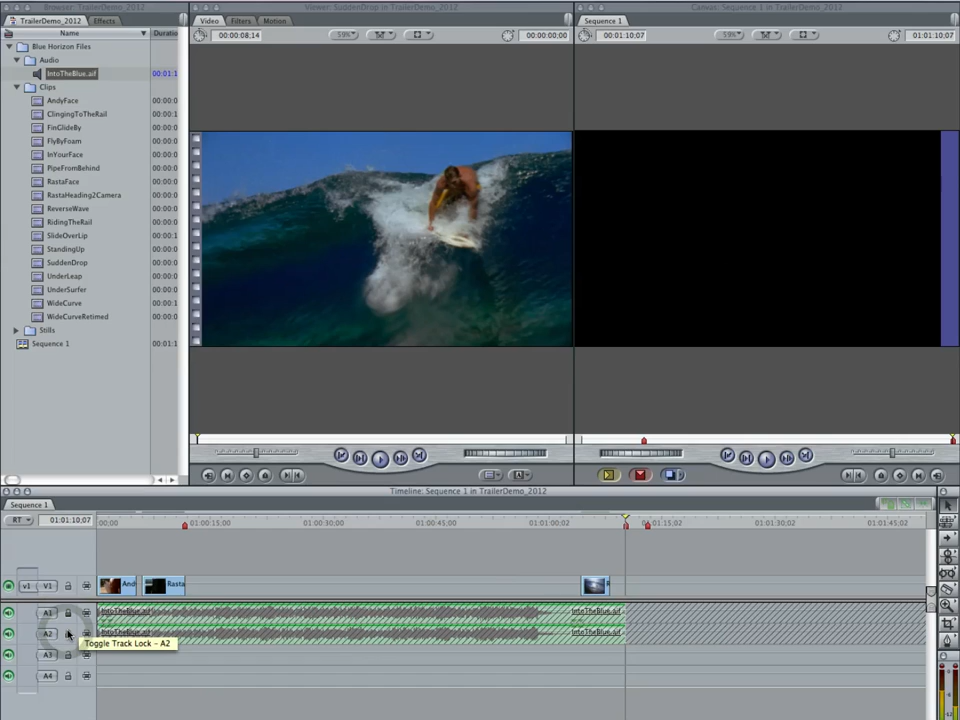 Browser: TrailerDemo_2012
Viewer: SuddenDrop in TrailerDemo_2012
Canvas: Sequence 1 in TrailerDemo_2012
TrailerDemo_2012 Effects
Video Filters Motion
Sequence 1
Name Duratio
00:00:08;14 59% 00:00:00;00
00:01:10;07 59% 01:01:10;07
Blue Horizon Files
Audio
IntoTheBlue.aif 00:01:1
Clips
AndyFace 00:00:0
ClingingToTheRail 00:00:1
FinGlideBy 00:00:0
FlyByFoam 00:00:0
InYourFace 00:00:0
PipeFromBehind 00:00:0
RastaFace 00:00:0
RastaHeading2Camera 00:00:0
ReverseWave 00:00:0
RidingTheRail 00:00:1
SlideOverLip 00:00:0
StandingUp 00:00:0
SuddenDrop 00:00:0
UnderLeap 00:00:0
UnderSurfer 00:00:0
WideCurve 00:00:1
WideCurveRetimed 00:00:0
Stills
Sequence 1 00:01:1
Timeline: Sequence 1 in TrailerDemo_2012
Sequence 1
RT 01:01:10;07 00;00 01:00:15;00 01:00:30;00 01:00:45;00 01:01:00;02 01:01:15;02 01:01:30;02 01:01:45;02
v1 V1 And Rasta R
A1 IntoTheBlue.aif IntoTheBlue.aif
A2 IntoTheBlue.aif IntoTheBlue.aif
Toggle Track Lock - A2
A3
A4